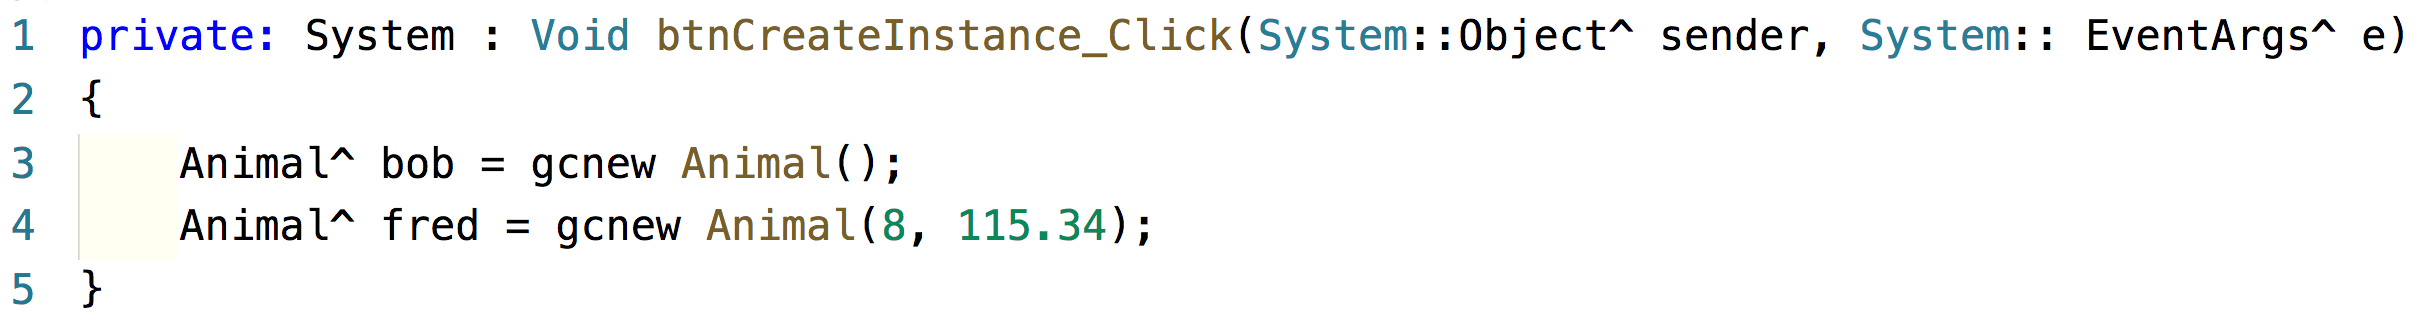 1 private: System : Void btnCreateInstance_Click(System::Object^ sender, System:: EventArgs^ e)
2 {
3 Animal^ bob = gcnew Animal();
4 Animal^ fred = gcnew Animal(8, 115.34);
5 }